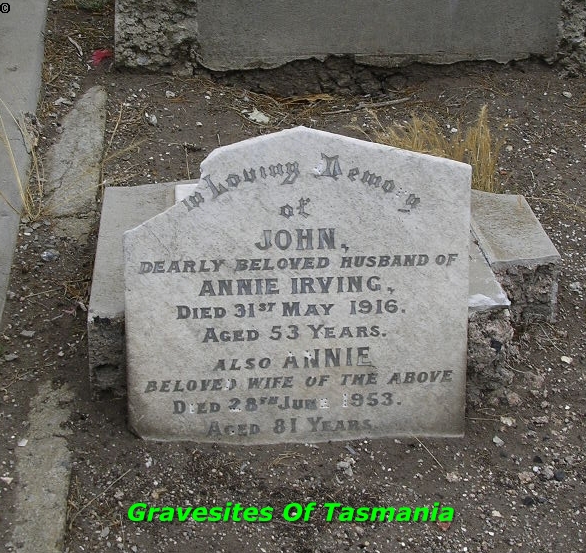 ©
In Loving Memory
of
JOHN,
DEARLY BELOVED HUSBAND OF
ANNIE IRVING,
DIED 31ST MAY 1916.
AGED 53 YEARS.
ALSO ANNIE
BELOVED WIFE OF THE ABOVE
DIED 28TH JUNE 1953.
AGED 81 YEARS
Gravesites Of Tasmania